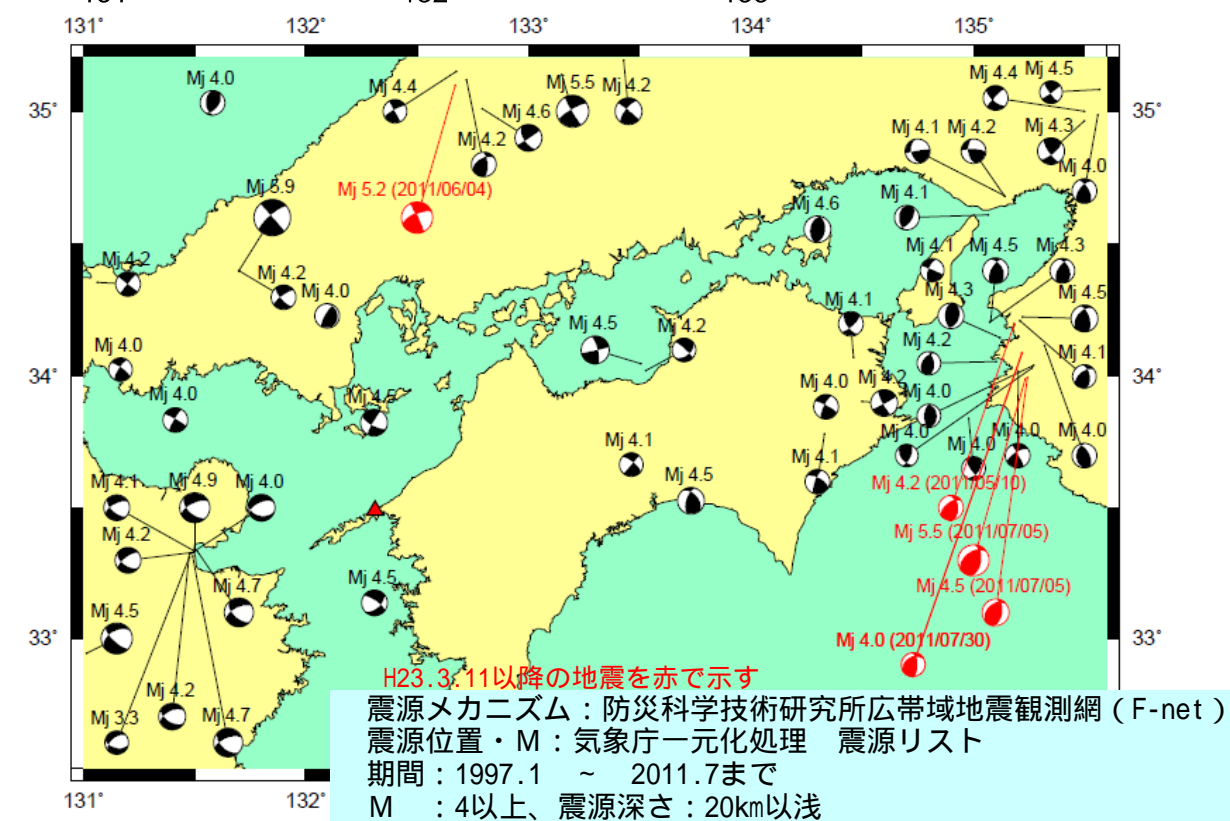 131° 132° 133° 134° 135°
Mj 4.0
Mj 4.4
Mj 5.5
Mj 4.2
Mj 4.4
Mj 4.5
35°
35°
Mj 4.6
Mj 4.2
Mj 4.1
Mj 4.2
Mj 4.3
Mj 4.0
Mj 5.9
Mj 5.2 (2011/06/04)
Mj 4.6
Mj 4.1
Mj 4.2
Mj 4.2
Mj 4.0
Mj 4.1
Mj 4.5
Mj 4.3
Mj 4.3
Mj 4.5
Mj 4.1
Mj 4.5
Mj 4.2
Mj 4.2
Mj 4.1
Mj 4.0
34°
34°
Mj 4.0
Mj 4.0
Mj 4.2
Mj 4.0
Mj 4.1
Mj 4.0
Mj 4.0
Mj 4.0
Mj 4.0
Mj 4.1
Mj 4.5
Mj 4.1
Mj 4.9
Mj 4.0
Mj 4.2 (2011/05/10)
Mj 5.5 (2011/07/05)
Mj 4.2
Mj 4.7
Mj 4.5
Mj 4.5 (2011/07/05)
Mj 4.5
33°
33°
Mj 4.0 (2011/07/30)
H23.3.11以降の地震を赤で示す
Mj 4.2
Mj 3.3
Mj 4.7
震源メカニズム：防災科学技術研究所広帯域地震観測網（F-net）
震源位置・M：気象庁一元化処理　震源リスト
期間：1997.1　~　2011.7まで
M　：4以上、震源深さ：20km以浅
131° 132°